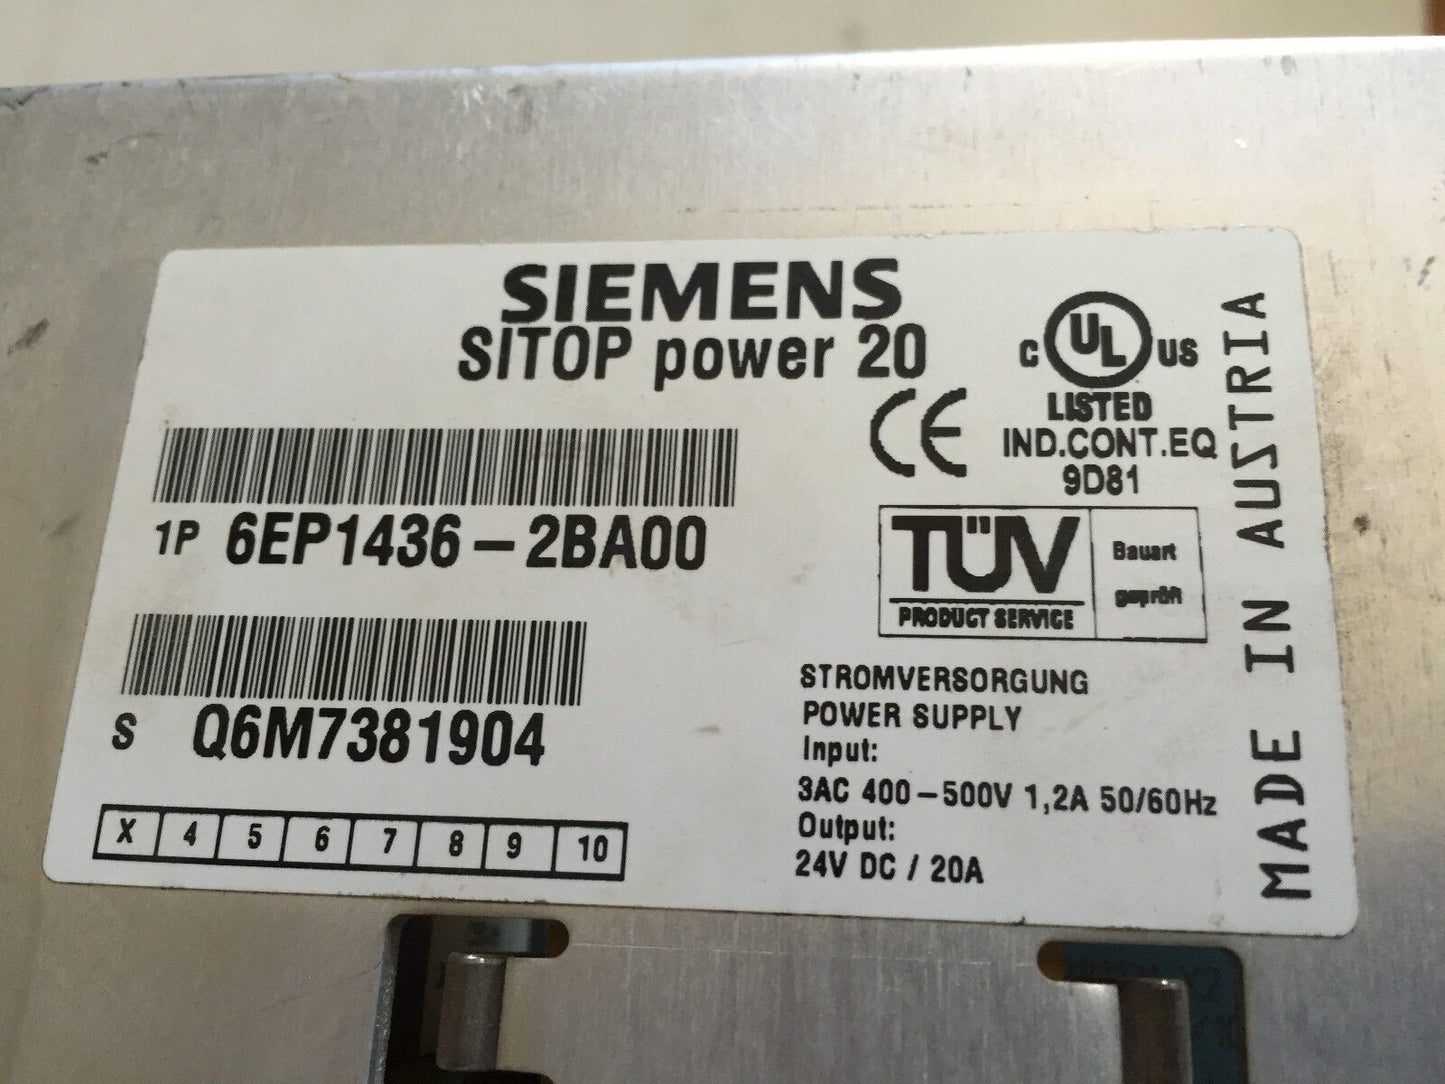 SIEMENS
SITOP power 20
1P 6EP1436-2BA00
S Q6M7381904
X 4 5 6 7 8 9 10
C UL US
LISTED
IND.CONT.EQ
9D81
CE
TÜV
PRODUCT SERVICE
Bauart
geprüft
STROMVERSORGUNG
POWER SUPPLY
Input:
3AC 400-500V 1,2A 50/60Hz
Output:
24V DC / 20A
MADE IN AUSTRIA